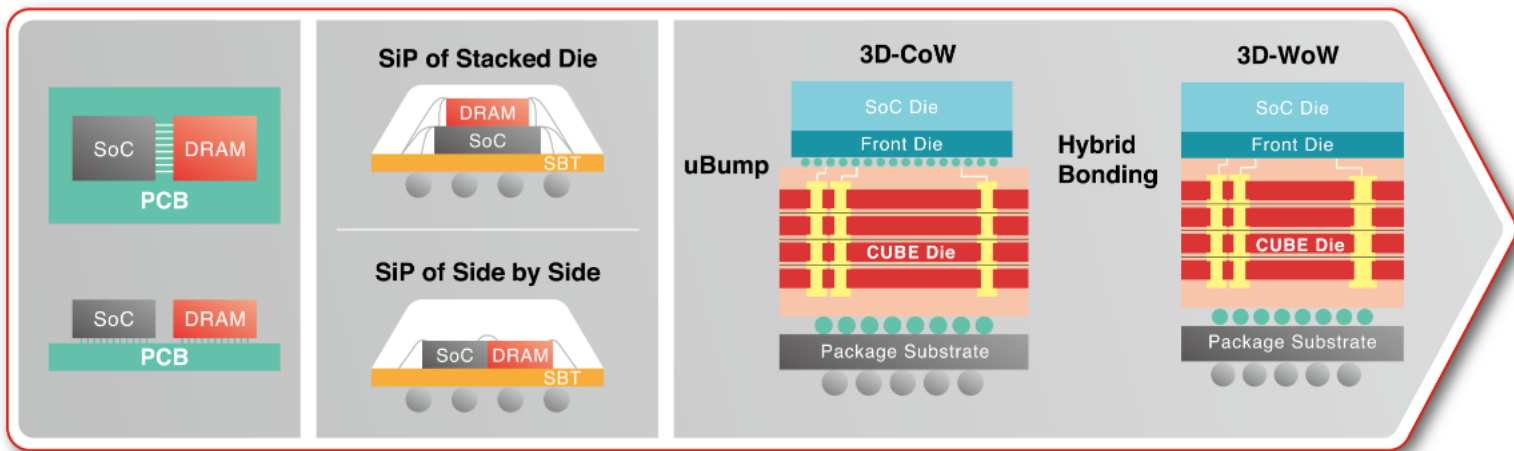 SoC
DRAM
PCB
SoC
DRAM
PCB
SiP of Stacked Die
DRAM
SoC
SBT
SiP of Side by Side
SoC
DRAM
SBT
3D-CoW
SoC Die
Front Die
uBump
CUBE Die
Package Substrate
3D-WoW
SoC Die
Front Die
Hybrid
Bonding
CUBE Die
Package Substrate